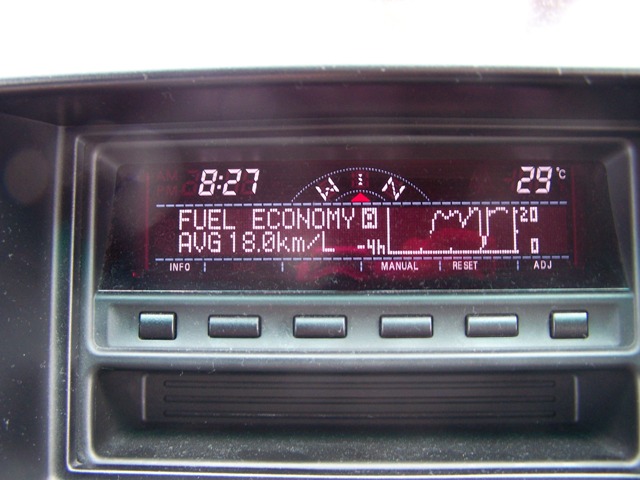 8:27 W N 29°C
FUEL ECONOMY M 20
AVG 18.0km/L -4h 0
INFO MANUAL RESET ADJ